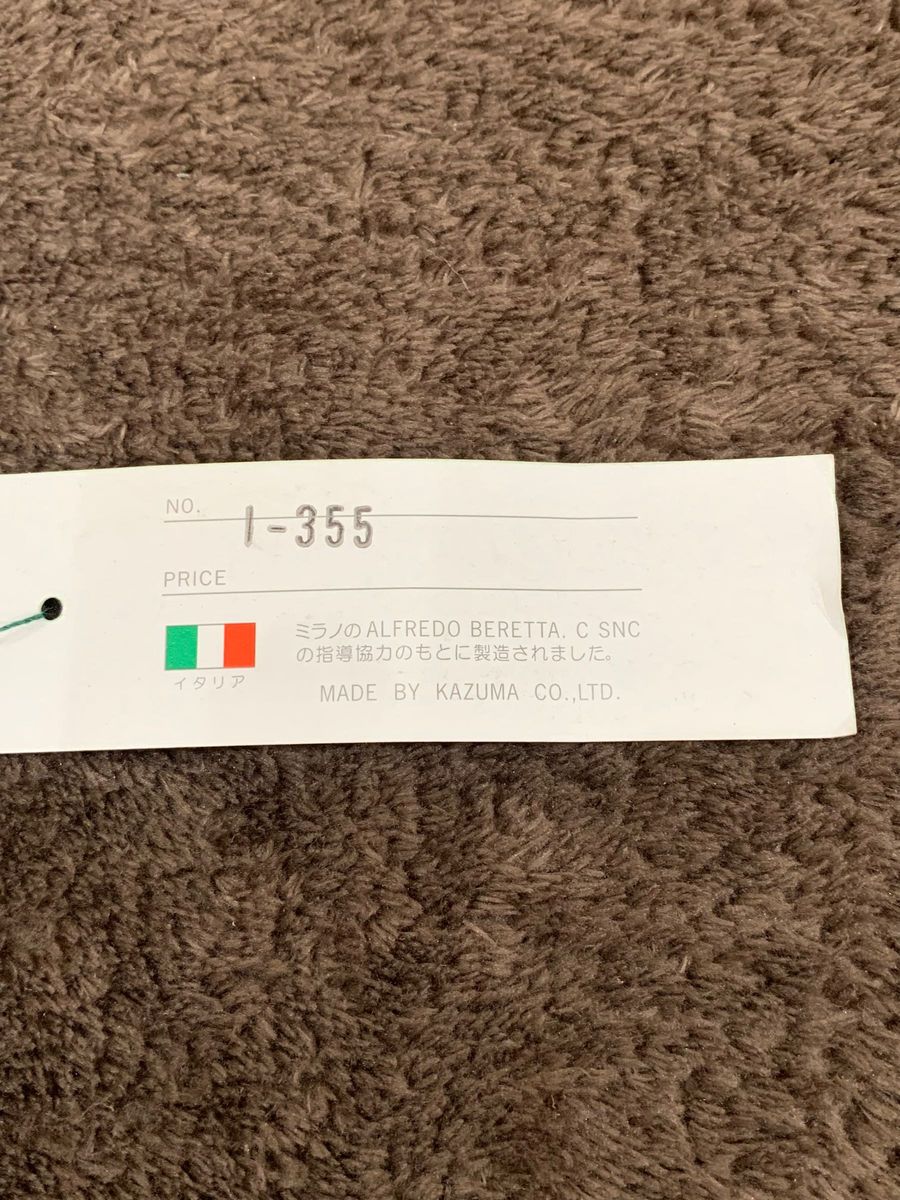 NO. 1-355
PRICE
ミラノのALFREDO BERETTA. C SNC
の指導協力のもとに製造されました。
イタリア
MADE BY KAZUMA CO.,LTD.